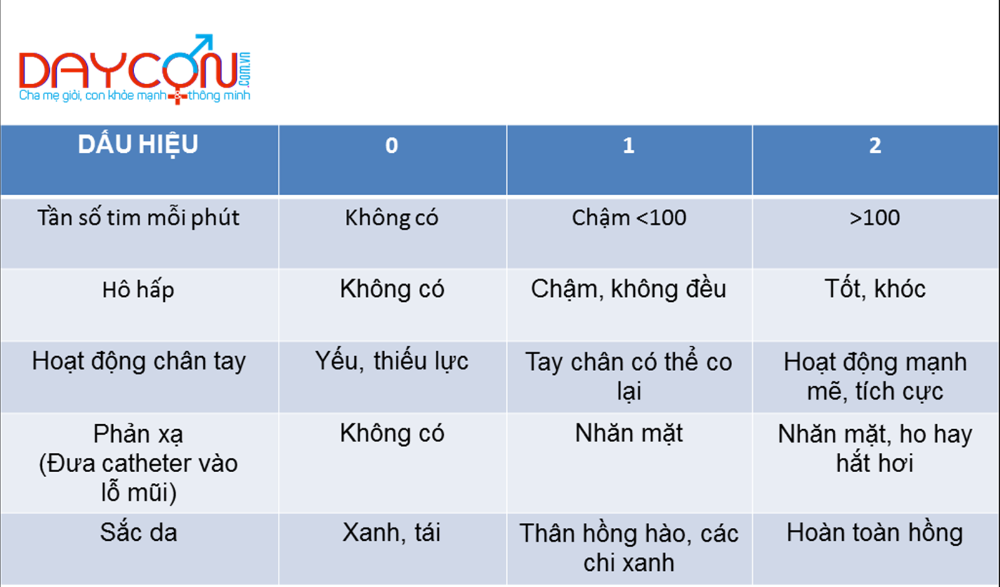 DAYCON.com.vn
Cha mẹ giỏi, con khỏe mạnh & thông minh
DẤU HIỆU 0 1 2
Tần số tim mỗi phút Không có Chậm <100 >100
Hô hấp Không có Chậm, không đều Tốt, khóc
Hoạt động chân tay Yếu, thiếu lực Tay chân có thể co Hoạt động mạnh
lại mẽ, tích cực
Phản xạ Không có Nhăn mặt Nhăn mặt, ho hay
(Đưa catheter vào hắt hơi
lỗ mũi)
Sắc da Xanh, tái Thân hồng hào, các Hoàn toàn hồng
chi xanh